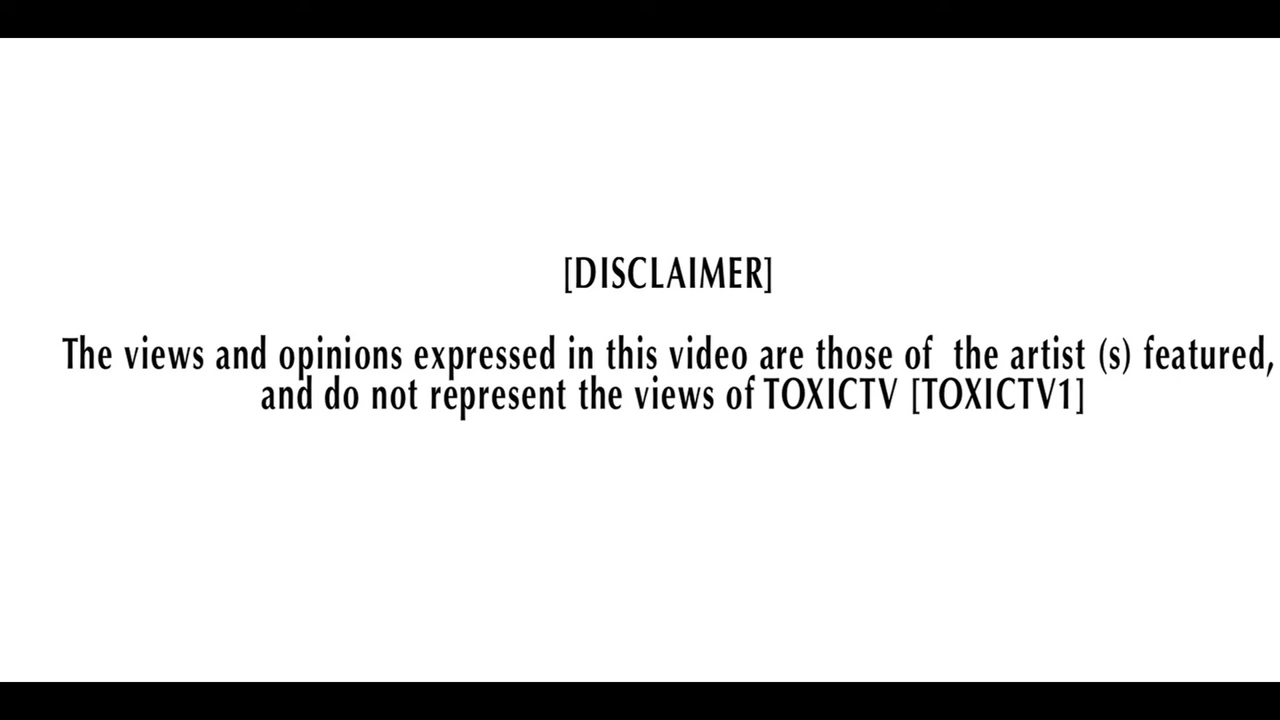 [DISCLAIMER]
The views and opinions expressed in this video are those of  the artist (s) featured,
and do not represent the views of TOXICTV [TOXICTV1]